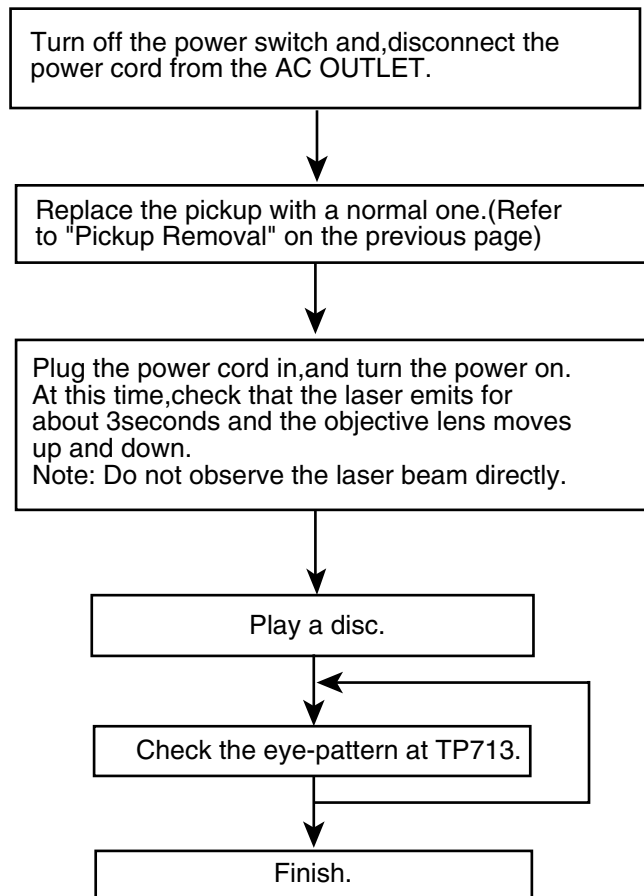 Turn off the power switch and,disconnect the
power cord from the AC OUTLET.
Replace the pickup with a normal one.(Refer
to "Pickup Removal" on the previous page)
Plug the power cord in,and turn the power on.
At this time,check that the laser emits for
about 3seconds and the objective lens moves
up and down.
Note: Do not observe the laser beam directly.
Play a disc.
Check the eye-pattern at TP713.
Finish.